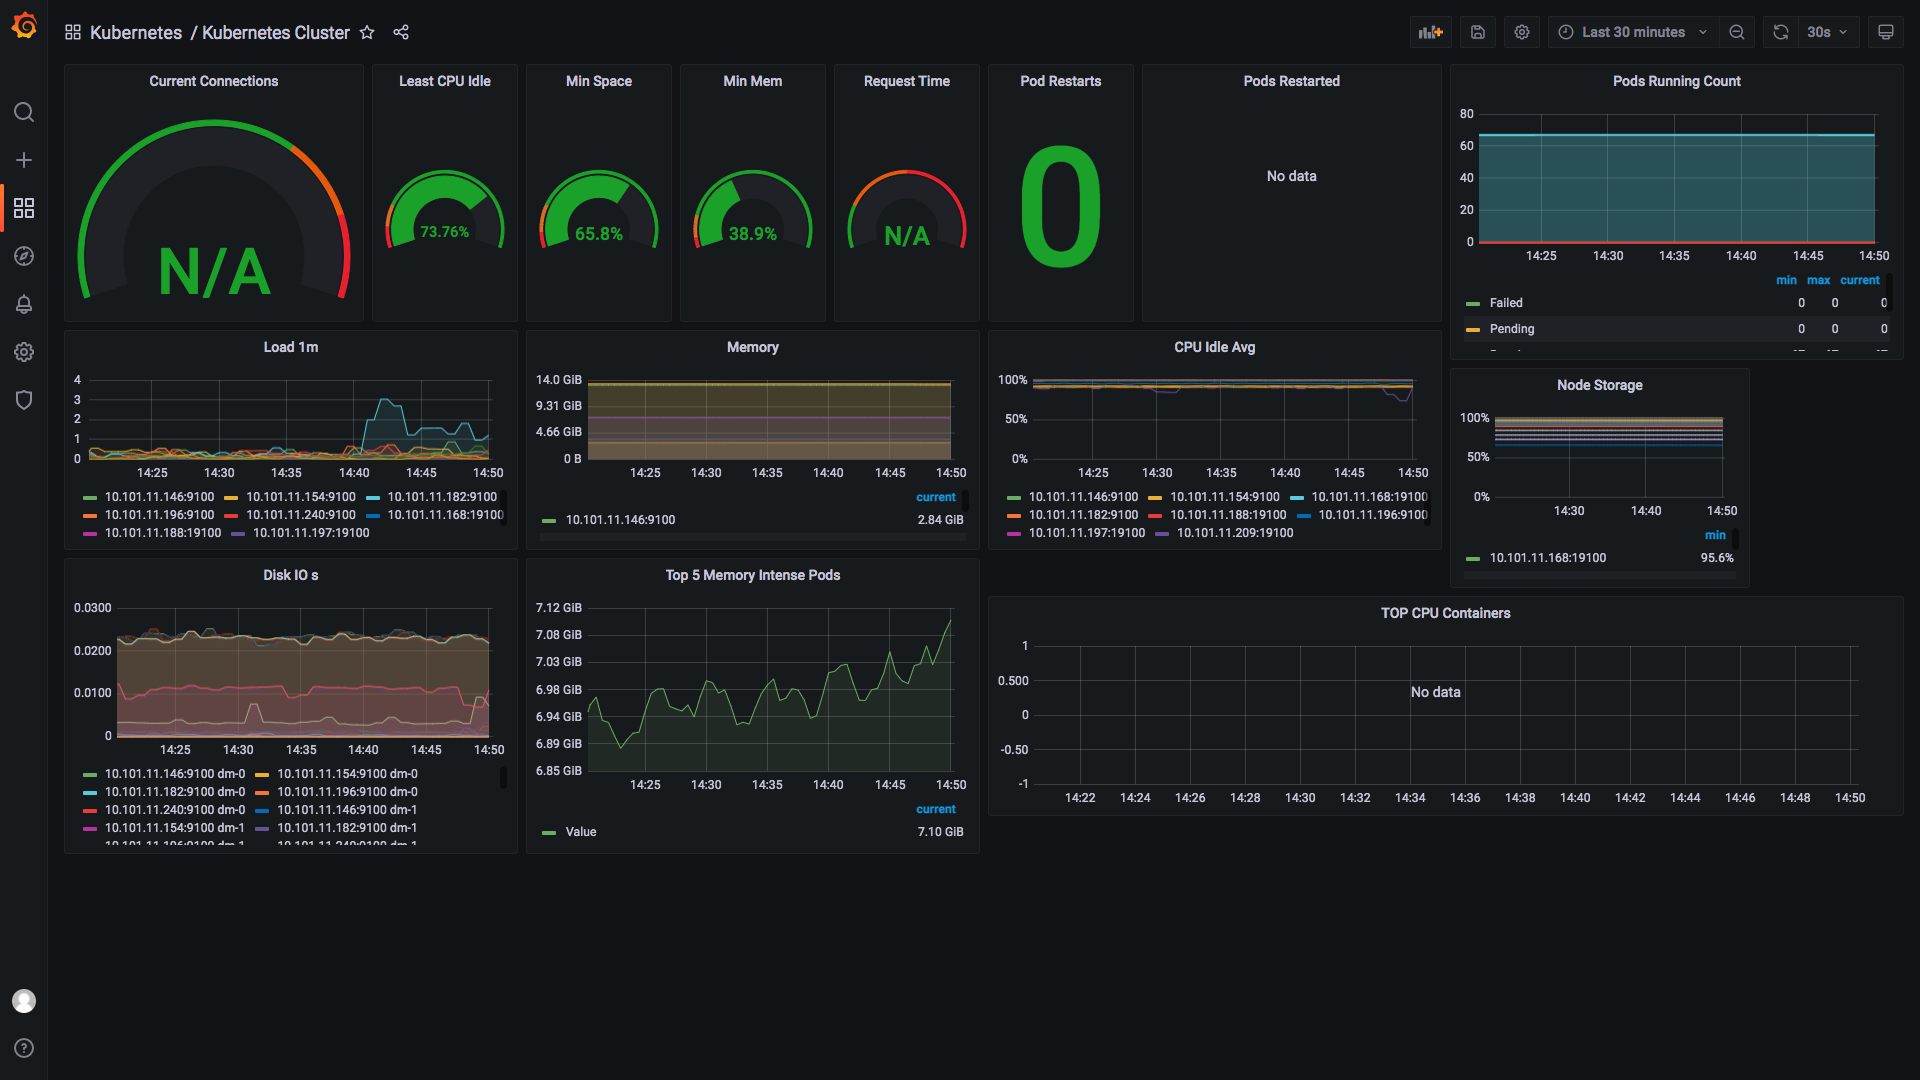 Kubernetes / Kubernetes Cluster
Last 30 minutes
30s
Current Connections
N/A
Least CPU Idle
73.76%
Min Space
65.8%
Min Mem
38.9%
Request Time
N/A
Pod Restarts
0
Pods Restarted
No data
Pods Running Count
80
60
40
20
0
14:25 14:30 14:35 14:40 14:45 14:50
min max current
Failed 0 0 0
Pending 0 0 0
Load 1m
4
3
2
1
0
14:25 14:30 14:35 14:40 14:45 14:50
10.101.11.146:9100 10.101.11.154:9100 10.101.11.182:9100
10.101.11.196:9100 10.101.11.240:9100 10.101.11.168:19100
10.101.11.188:19100 10.101.11.197:19100
Memory
14.0 GiB
9.31 GiB
4.66 GiB
0 B
14:25 14:30 14:35 14:40 14:45 14:50
current
10.101.11.146:9100 2.84 GiB
CPU Idle Avg
100%
50%
0%
14:25 14:30 14:35 14:40 14:45 14:50
10.101.11.146:9100 10.101.11.154:9100 10.101.11.168:19100
10.101.11.182:9100 10.101.11.188:19100 10.101.11.196:9100
10.101.11.197:19100 10.101.11.209:19100
Node Storage
100%
50%
0%
14:30 14:40 14:50
min
10.101.11.168:19100 95.6%
Disk IO s
0.0300
0.0200
0.0100
0
14:25 14:30 14:35 14:40 14:45 14:50
10.101.11.146:9100 dm-0 10.101.11.154:9100 dm-0
10.101.11.182:9100 dm-0 10.101.11.196:9100 dm-0
10.101.11.240:9100 dm-0 10.101.11.146:9100 dm-1
10.101.11.154:9100 dm-1 10.101.11.182:9100 dm-1
10.101.11.196:9100 dm-1 10.101.11.240:9100 dm-1
Top 5 Memory Intense Pods
7.12 GiB
7.08 GiB
7.03 GiB
6.98 GiB
6.94 GiB
6.89 GiB
6.85 GiB
14:25 14:30 14:35 14:40 14:45 14:50
current
Value 7.10 GiB
TOP CPU Containers
1
0.500
0
-0.50
-1
No data
14:22 14:24 14:26 14:28 14:30 14:32 14:34 14:36 14:38 14:40 14:42 14:44 14:46 14:48 14:50